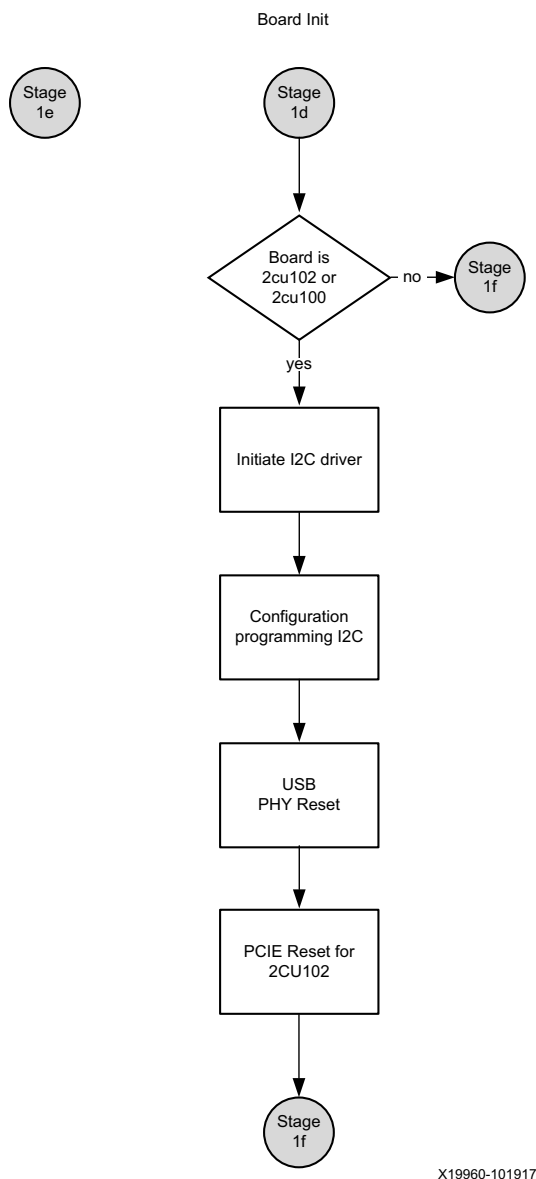 Board Init
Stage
1e
Stage
1d
Board is
2cu102 or
2cu100
no
Stage
1f
yes
Initiate I2C driver
Configuration
programming I2C
USB
PHY Reset
PCIE Reset for
2CU102
Stage
1f
X19960-101917